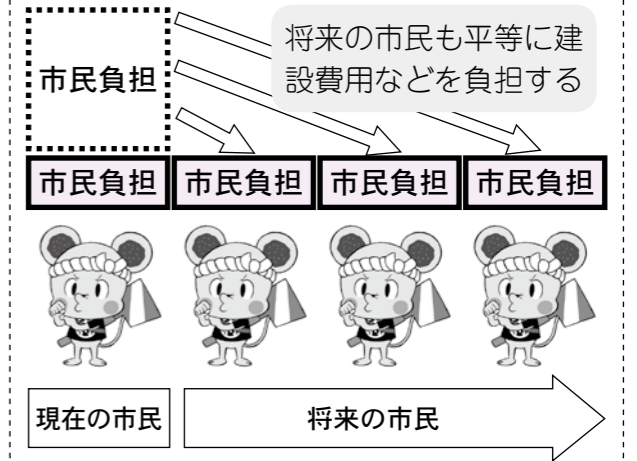 将来の市民も平等に建
設費用などを負担する
市民負担
市民負担
市民負担
市民負担
市民負担
現在の市民
将来の市民